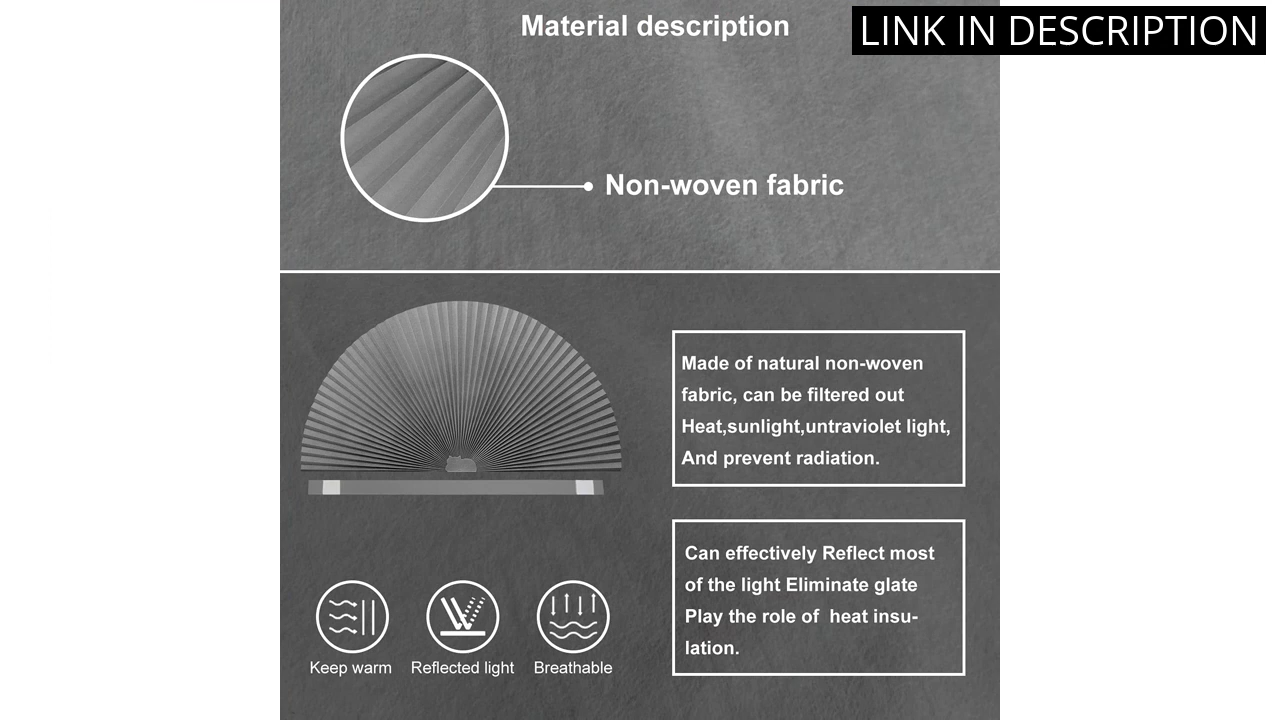 Material description
LINK IN DESCRIPTION
Non-woven fabric
Made of natural non-woven
fabric, can be filtered out
Heat,sunlight,untraviolet light,
And prevent radiation.
Can effectively Reflect most
of the light Eliminate glate
Play the role of  heat insu-
lation.
Keep warm
Reflected light
Breathable